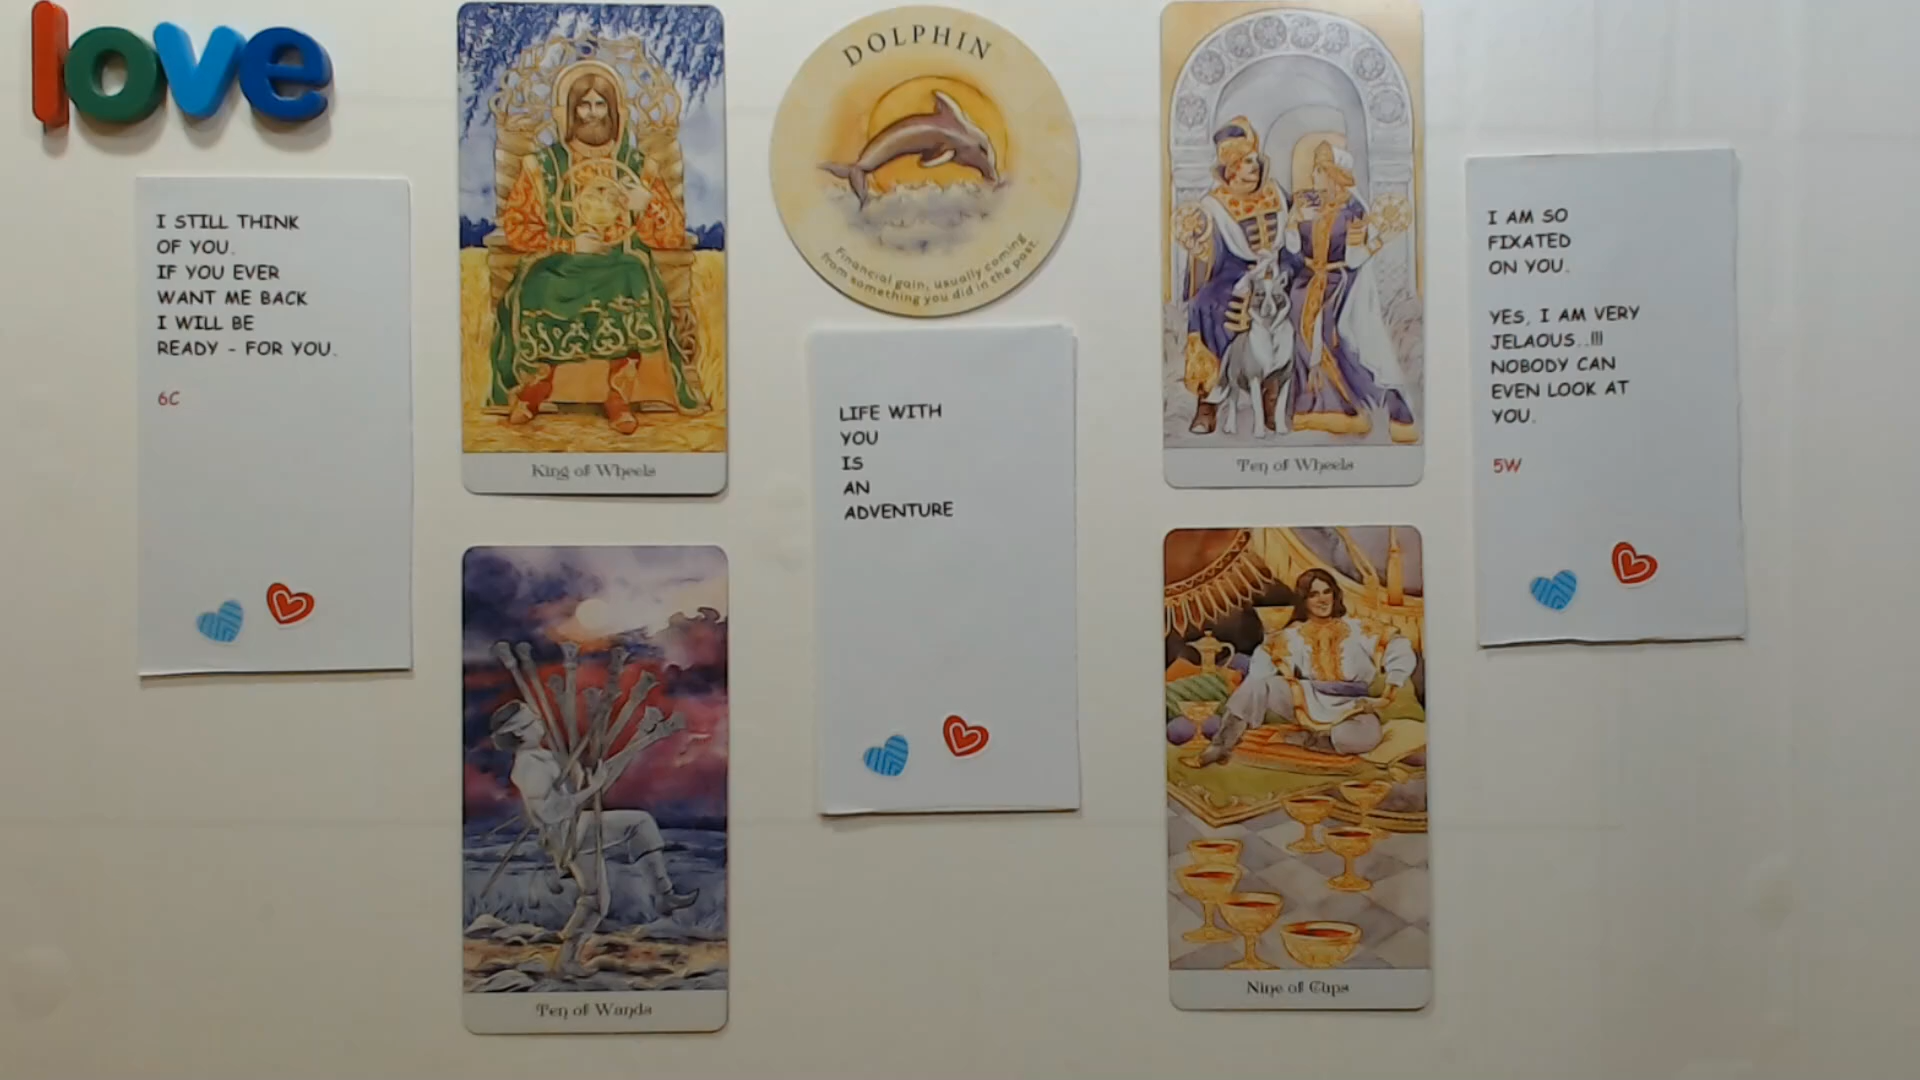 love
I STILL THINK
OF YOU.
IF YOU EVER
WANT ME BACK
I WILL BE
READY - FOR YOU.
6C
King of Wheels
Ten of Wands
DOLPHIN
Financial gain, usually coming
from something you did in the past.
LIFE WITH
YOU
IS
AN
ADVENTURE
Ten of Wheels
Nine of Cups
I AM SO
FIXATED
ON YOU.
YES, I AM VERY
JELAOUS..!!!
NOBODY CAN
EVEN LOOK AT
YOU.
5W